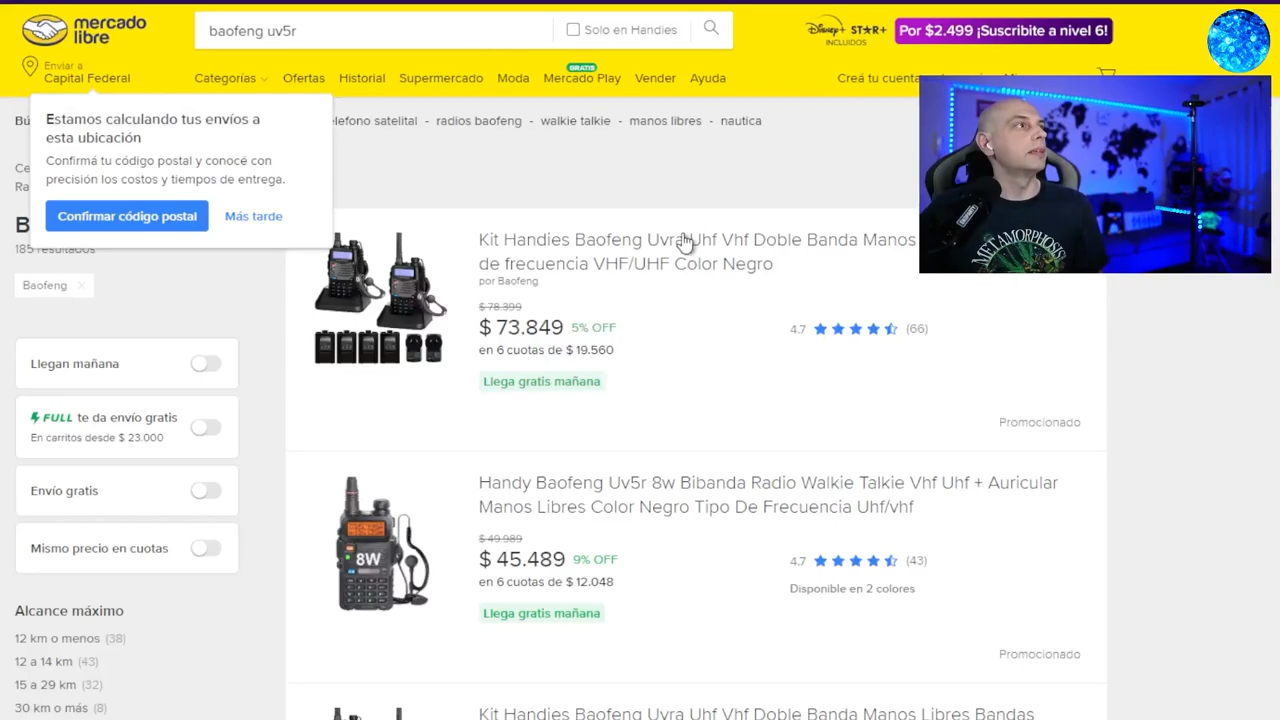 mercado
libre
baofeng uv5r
Solo en Handies
DISNEY+ STAR+
INCLUIDOS
Por $2.499 ¡Suscribite a nivel 6!
Enviar a
Capital Federal
Categorías
Ofertas
Historial
Supermercado
Moda
GRATIS
Mercado Play
Vender
Ayuda
Creá tu cuenta
Estamos calculando tus envíos a
esta ubicación
Confirmá tu código postal y conocé con
precisión los costos y tiempos de entrega.
Confirmar código postal
Más tarde
elefono satelital - radios baofeng - walkie talkie - manos libres - nautica
185 resultados
Baofeng
Llegan mañana
FULL te da envío gratis
En carritos desde $ 23.000
Envío gratis
Mismo precio en cuotas
Alcance máximo
12 km o menos (38)
12 a 14 km (43)
15 a 29 km (32)
30 km o más (8)
Kit Handies Baofeng Uvra Uhf Vhf Doble Banda Manos
de frecuencia VHF/UHF Color Negro
por Baofeng
$ 78.399
$ 73.849 5% OFF
en 6 cuotas de $ 19.560
Llega gratis mañana
4.7 (66)
Promocionado
Handy Baofeng Uv5r 8w Bibanda Radio Walkie Talkie Vhf Uhf + Auricular
Manos Libres Color Negro Tipo De Frecuencia Uhf/vhf
$ 49.989
$ 45.489 9% OFF
en 6 cuotas de $ 12.048
Llega gratis mañana
4.7 (43)
Disponible en 2 colores
8W
Promocionado
Kit Handies Baofeng Uvra Uhf Vhf Doble Banda Manos Libres Bandas
METAMORPHOSIS